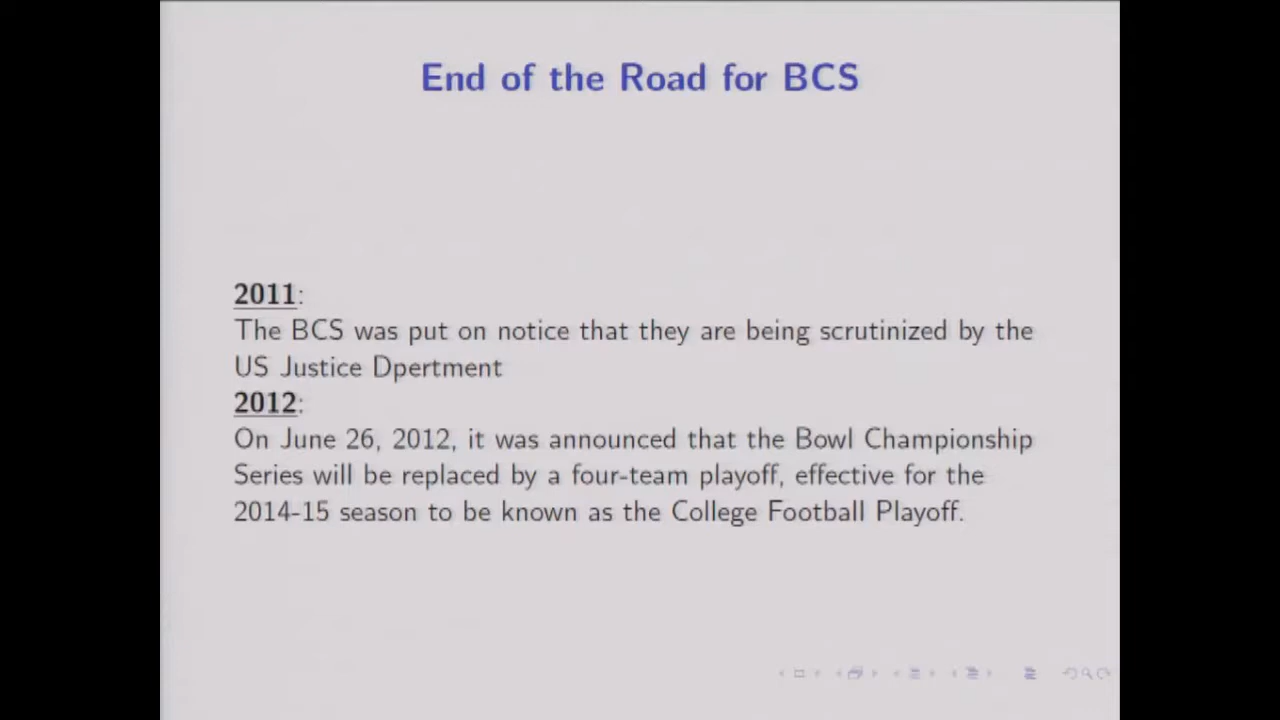 End of the Road for BCS
2011:
The BCS was put on notice that they are being scrutinized by the
US Justice Dpertment
2012:
On June 26, 2012, it was announced that the Bowl Championship
Series will be replaced by a four-team playoff, effective for the
2014-15 season to be known as the College Football Playoff.